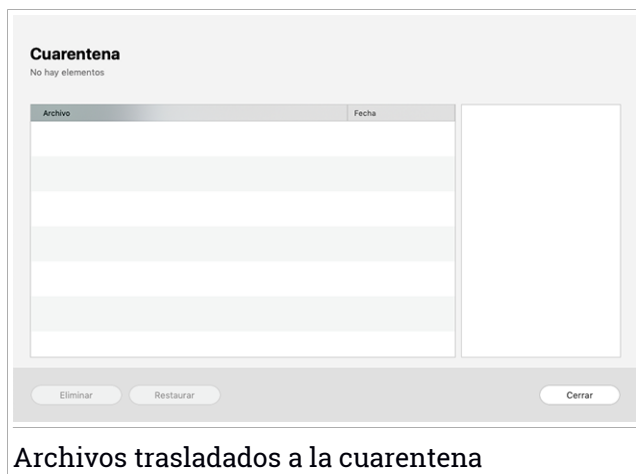 Cuarentena
No hay elementos
Archivo Fecha
Eliminar Restaurar Cerrar
Archivos trasladados a la cuarentena